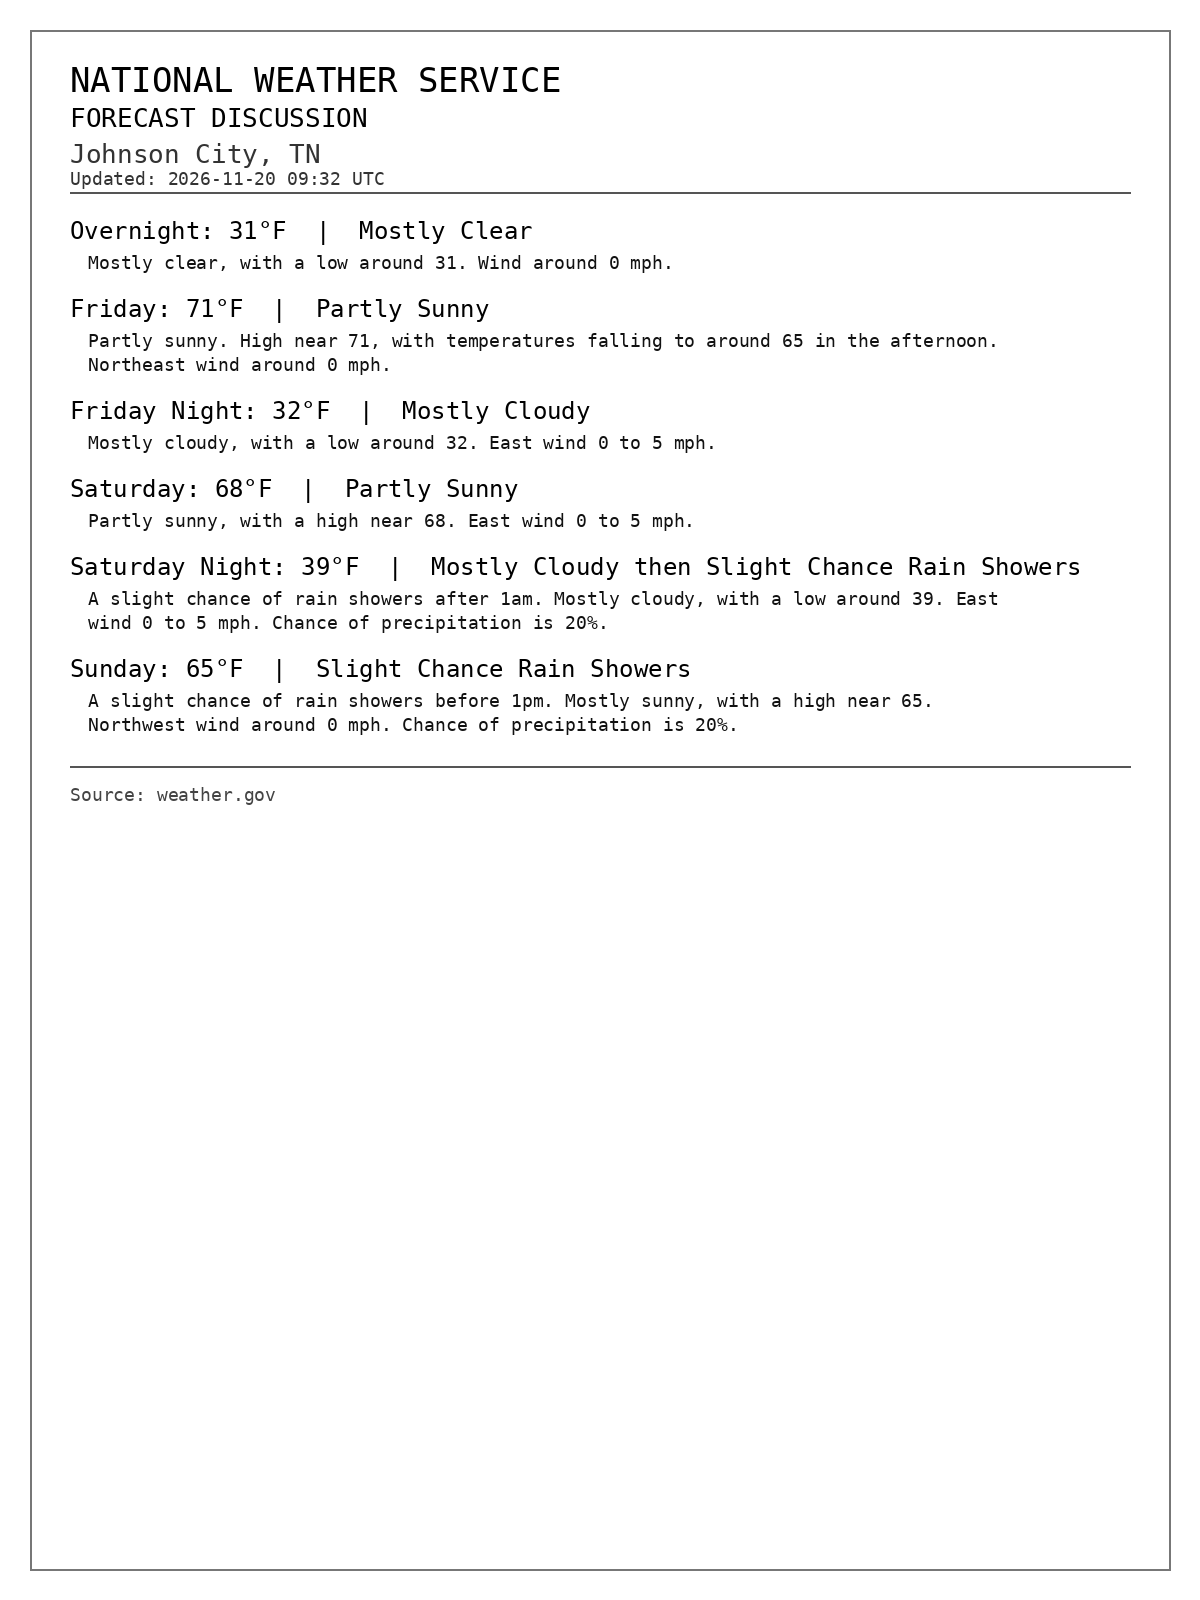 NATIONAL WEATHER SERVICE
FORECAST DISCUSSION
Johnson City, TN
Updated: 2026-11-20 09:32 UTC
Overnight: 31°F | Mostly Clear
Mostly clear, with a low around 31. Wind around 0 mph.
Friday: 71°F | Partly Sunny
Partly sunny. High near 71, with temperatures falling to around 65 in the afternoon.
Northeast wind around 0 mph.
Friday Night: 32°F | Mostly Cloudy
Mostly cloudy, with a low around 32. East wind 0 to 5 mph.
Saturday: 68°F | Partly Sunny
Partly sunny, with a high near 68. East wind 0 to 5 mph.
Saturday Night: 39°F | Mostly Cloudy then Slight Chance Rain Showers
A slight chance of rain showers after 1am. Mostly cloudy, with a low around 39. East
wind 0 to 5 mph. Chance of precipitation is 20%.
Sunday: 65°F | Slight Chance Rain Showers
A slight chance of rain showers before 1pm. Mostly sunny, with a high near 65.
Northwest wind around 0 mph. Chance of precipitation is 20%.
Source: weather.gov